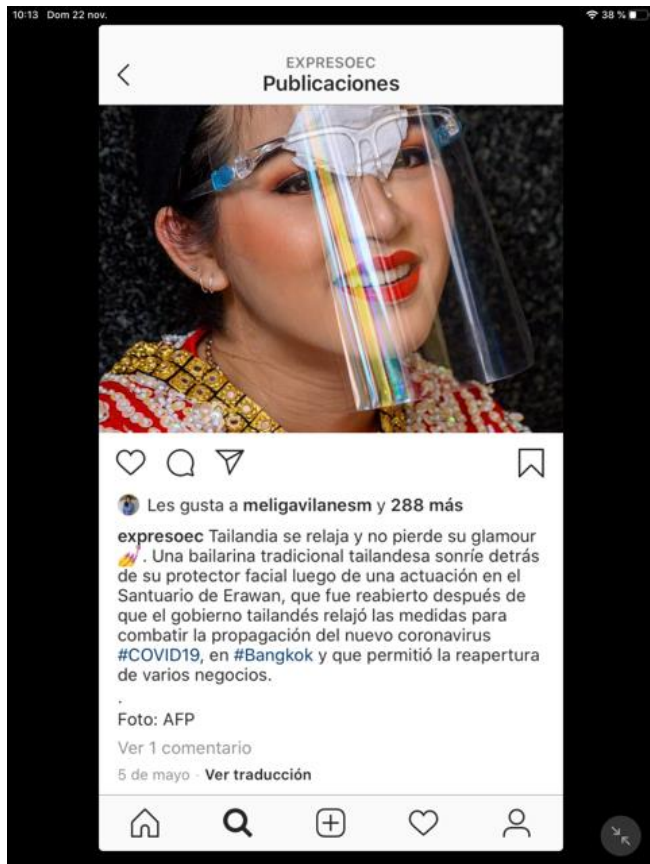 10:13 Dom 22 nov.
38 %
EXPRESOEC
Publicaciones
Les gusta a meligavilanesm y 288 más
expresoec Tailandia se relaja y no pierde su glamour
💅. Una bailarina tradicional tailandesa sonríe detrás
de su protector facial luego de una actuación en el
Santuario de Erawan, que fue reabierto después de
que el gobierno tailandés relajó las medidas para
combatir la propagación del nuevo coronavirus
#COVID19, en #Bangkok y que permitió la reapertura
de varios negocios.
.
Foto: AFP
Ver 1 comentario
5 de mayo · Ver traducción